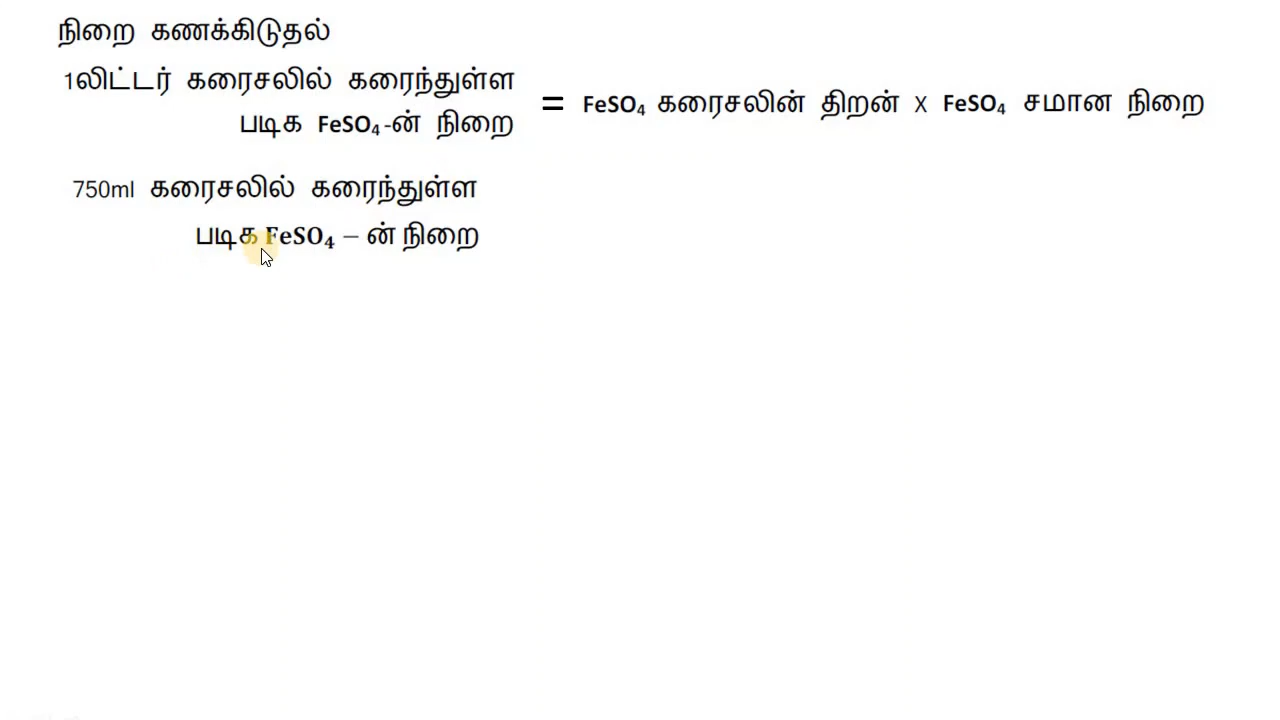 நிறை கணக்கிடுதல்
1லிட்டர் கரைசலில் கரைந்துள்ள
படிக FeSO₄-ன் நிறை
= FeSO₄ கரைசலின் திறன் X FeSO₄ சமான நிறை
750ml கரைசலில் கரைந்துள்ள
படிக FeSO₄ – ன் நிறை